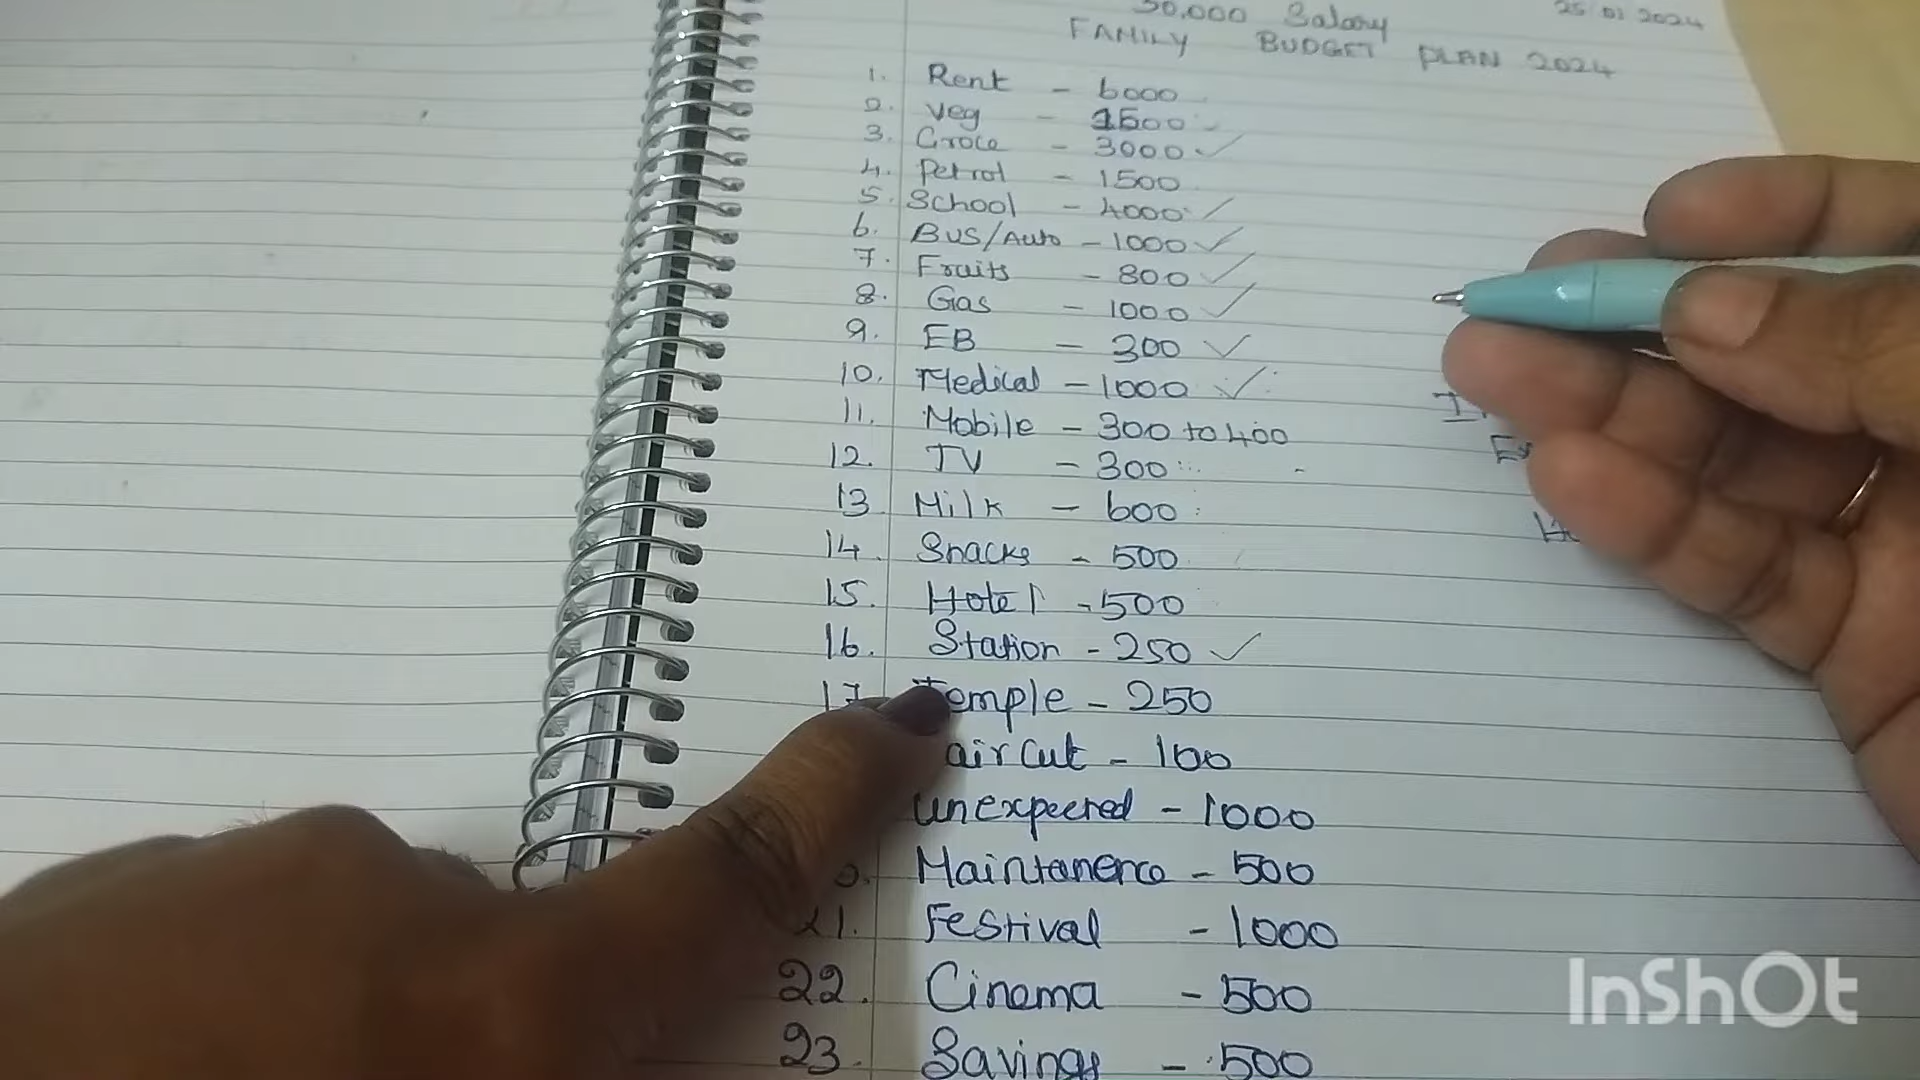 30,000 Salary 25 01 2024
FAMILY BUDGET PLAN 2024
1. Rent - 6000
2. Veg - 1500
3. Groce - 3000 ✓
4. Petrol - 1500
5. School - 4000 ✓
6. BUS/Auto - 1000 ✓
7. Fruits - 800 ✓
8. Gas - 1000 ✓
9. EB - 300 ✓
10. Medical - 1000 ✓
11. Mobile - 300 to 400
12. TV - 300
13 Milk - 600
14. Snacks - 500
15. Hotel - 500
16. Station - 250 ✓
17. Temple - 250
air Cut - 100
unexpected - 1000
Maintanence - 500
21. Festival - 1000
22. Cinema - 500
23. Savings - 500
InShOt